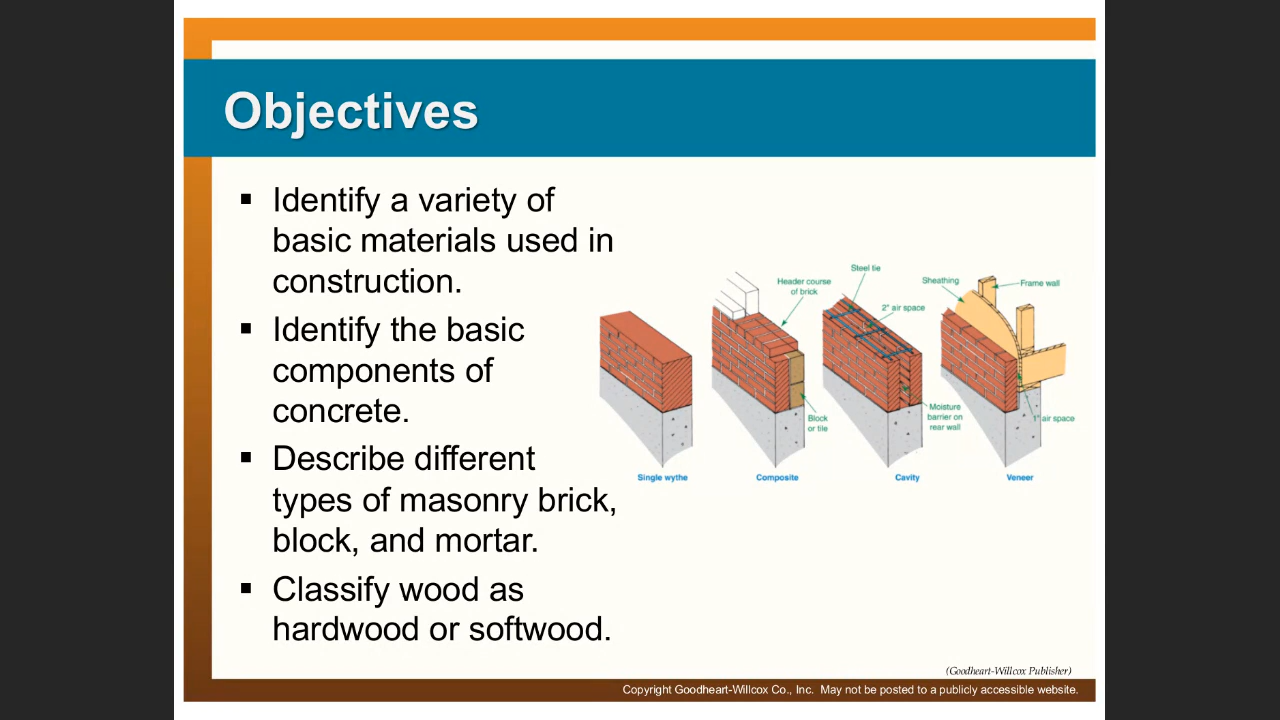 Objectives
▪ Identify a variety of
basic materials used in
construction.
▪ Identify the basic
components of
concrete.
▪ Describe different
types of masonry brick,
block, and mortar.
▪ Classify wood as
hardwood or softwood.
Header course
of brick
Block
or tile
Steel tie
2" air space
Moisture
barrier on
rear wall
Sheathing
Frame wall
1" air space
Single wythe
Composite
Cavity
Veneer
(Goodheart-Willcox Publisher)
Copyright Goodheart-Willcox Co., Inc. May not be posted to a publicly accessible website.